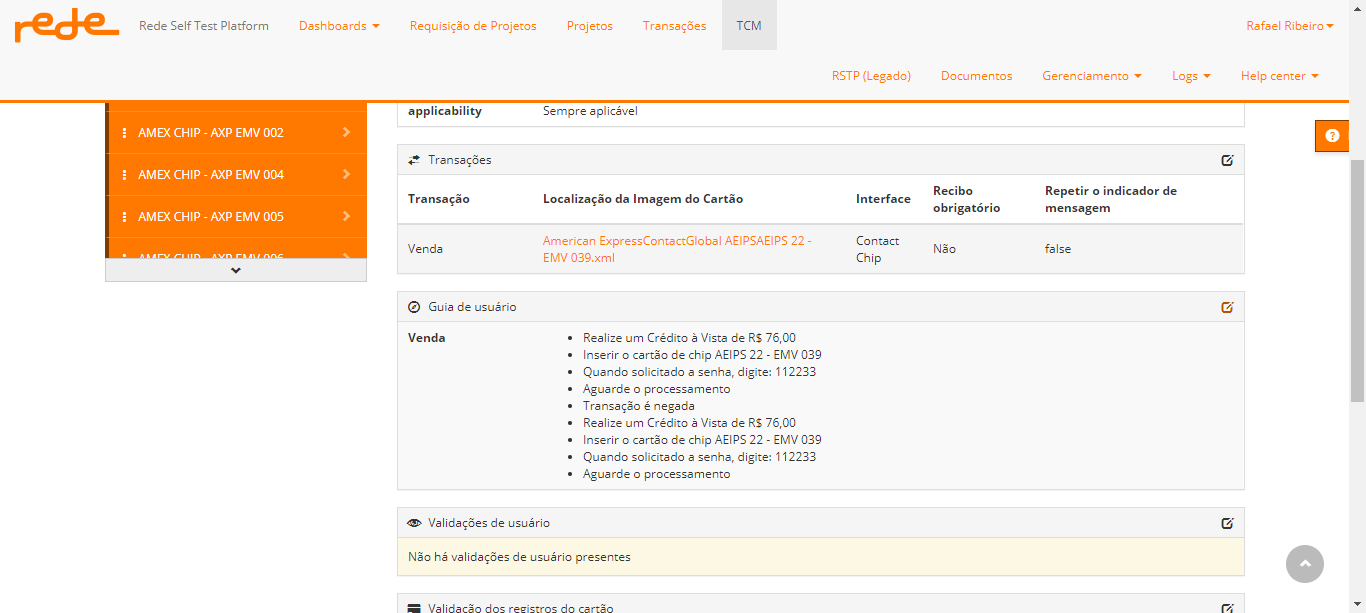 rede
Rede Self Test Platform
Dashboards
Requisição de Projetos
Projetos
Transações
TCM
Rafael Ribeiro
RSTP (Legado)
Documentos
Gerenciamento
Logs
Help center
AMEX CHIP - AXP EMV 002
AMEX CHIP - AXP EMV 004
AMEX CHIP - AXP EMV 005
AMEX CHIP - AXP EMV 006
applicability
Sempre aplicável
Transações
Transação
Localização da Imagem do Cartão
Interface
Recibo
obrigatório
Repetir o indicador de
mensagem
Venda
American ExpressContactGlobal AEIPSAEIPS 22 -
EMV 039.xml
Contact
Chip
Não
false
Guia de usuário
Venda
Realize um Crédito à Vista de R$ 76,00
Inserir o cartão de chip AEIPS 22 - EMV 039
Quando solicitado a senha, digite: 112233
Aguarde o processamento
Transação é negada
Realize um Crédito à Vista de R$ 76,00
Inserir o cartão de chip AEIPS 22 - EMV 039
Quando solicitado a senha, digite: 112233
Aguarde o processamento
Validações de usuário
Não há validações de usuário presentes
Validação dos registros do cartão